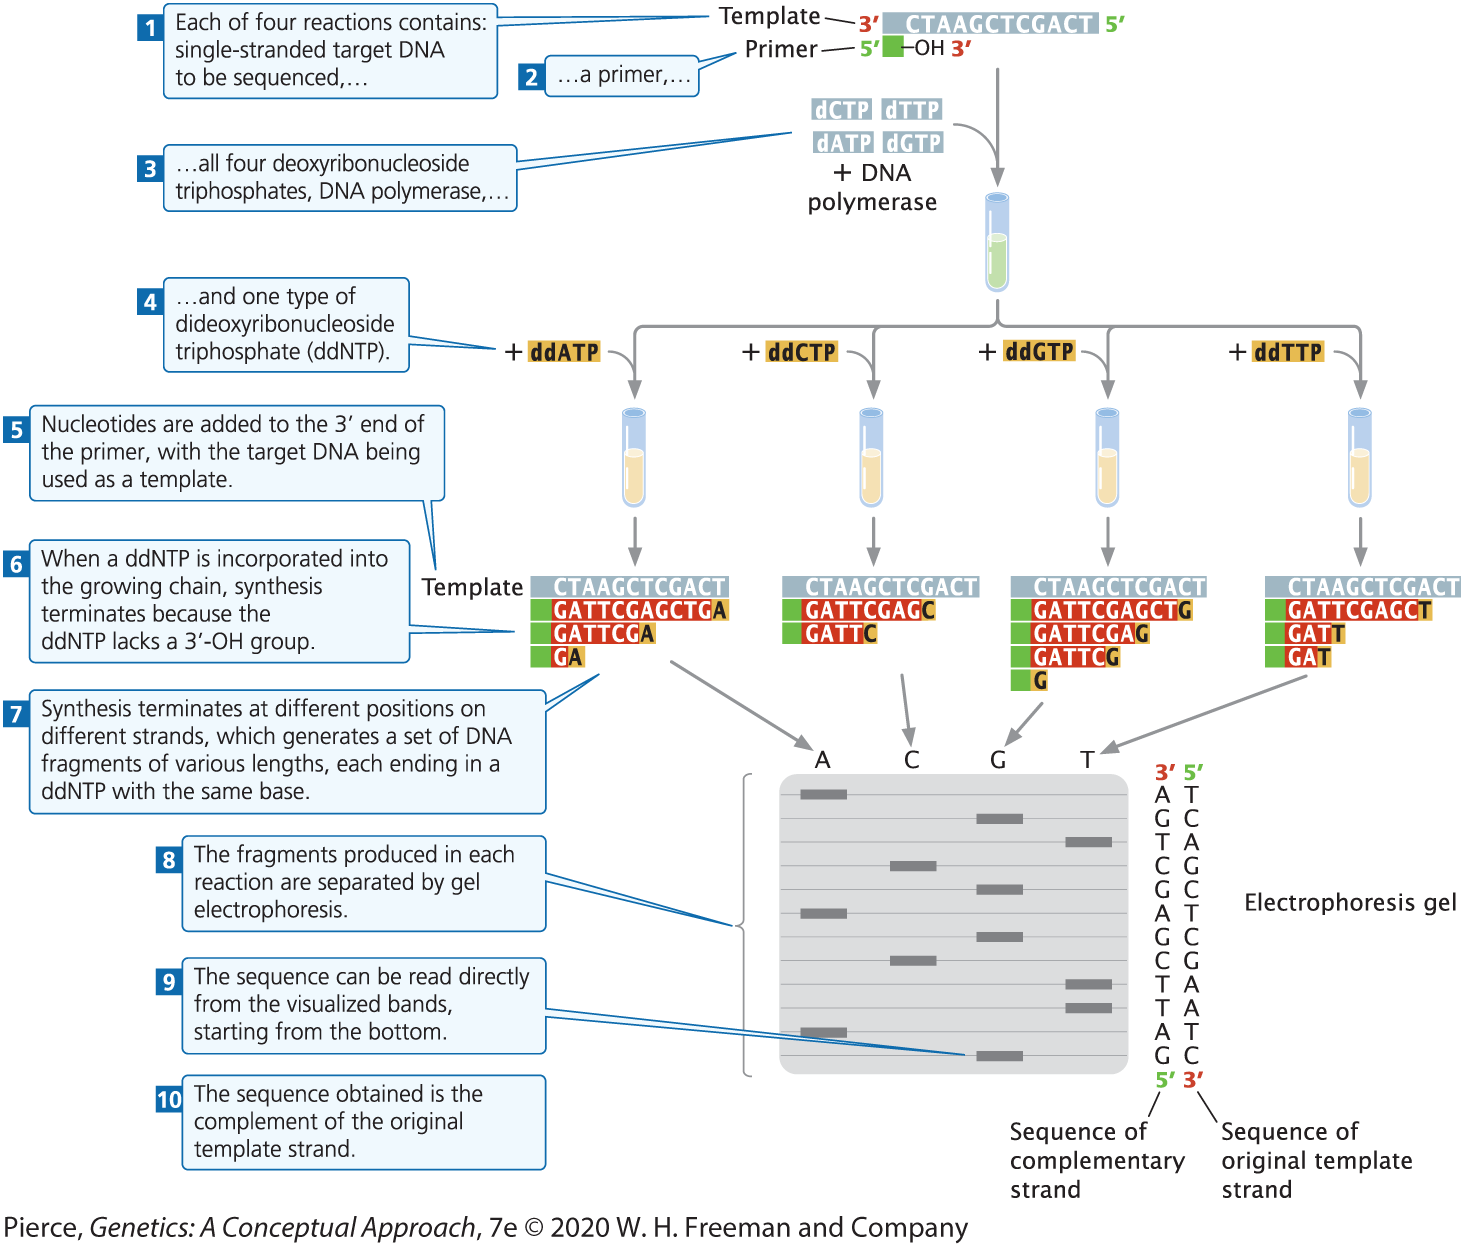 1 Each of four reactions contains:
single-stranded target DNA
to be sequenced,…
Template 3′ CTAAGCTCGACT 5′
Primer 5′ –OH 3′
2 …a primer,…
dCTP dTTP
dATP dGTP
+ DNA
polymerase
3 …all four deoxyribonucleoside
triphosphates, DNA polymerase,…
4 …and one type of
dideoxyribonucleoside
triphosphate (ddNTP).
+ ddATP + ddCTP + ddGTP + ddTTP
5 Nucleotides are added to the 3′ end of
the primer, with the target DNA being
used as a template.
6 When a ddNTP is incorporated into
the growing chain, synthesis
terminates because the
ddNTP lacks a 3′-OH group.
Template CTAAGCTCGACT CTAAGCTCGACT CTAAGCTCGACT CTAAGCTCGACT
GATTCGAGCTGA GATTCGAGC GATTCGAGCTG GATTCGAGCT
GATTCGA GATTC GATTCGAG GATT
GA GATTCG GAT
G
7 Synthesis terminates at different positions on
different strands, which generates a set of DNA
fragments of various lengths, each ending in a
ddNTP with the same base.
A C G T
3′ 5′
A T
G C
T A
C G
G C
A T
G C
C G
T A
T A
A T
G C
5′ 3′
Electrophoresis gel
8 The fragments produced in each
reaction are separated by gel
electrophoresis.
9 The sequence can be read directly
from the visualized bands,
starting from the bottom.
10 The sequence obtained is the
complement of the original
template strand.
Sequence of
complementary
strand
Sequence of
original template
strand
Pierce, Genetics: A Conceptual Approach, 7e © 2020 W. H. Freeman and Company